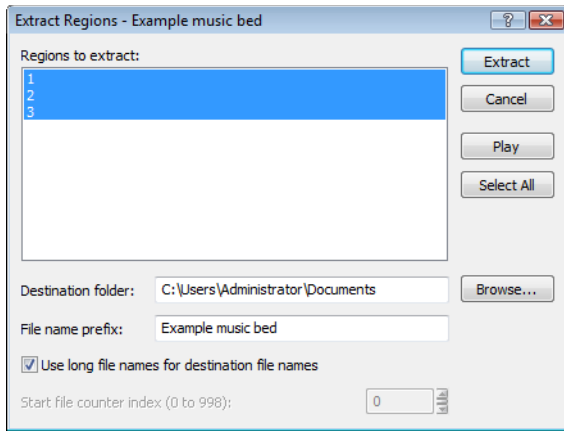 Extract Regions - Example music bed
?
X
Regions to extract:
1
2
3
Extract
Cancel
Play
Select All
Destination folder: C:\Users\Administrator\Documents Browse...
File name prefix: Example music bed
Use long file names for destination file names
Start file counter index (0 to 998): 0